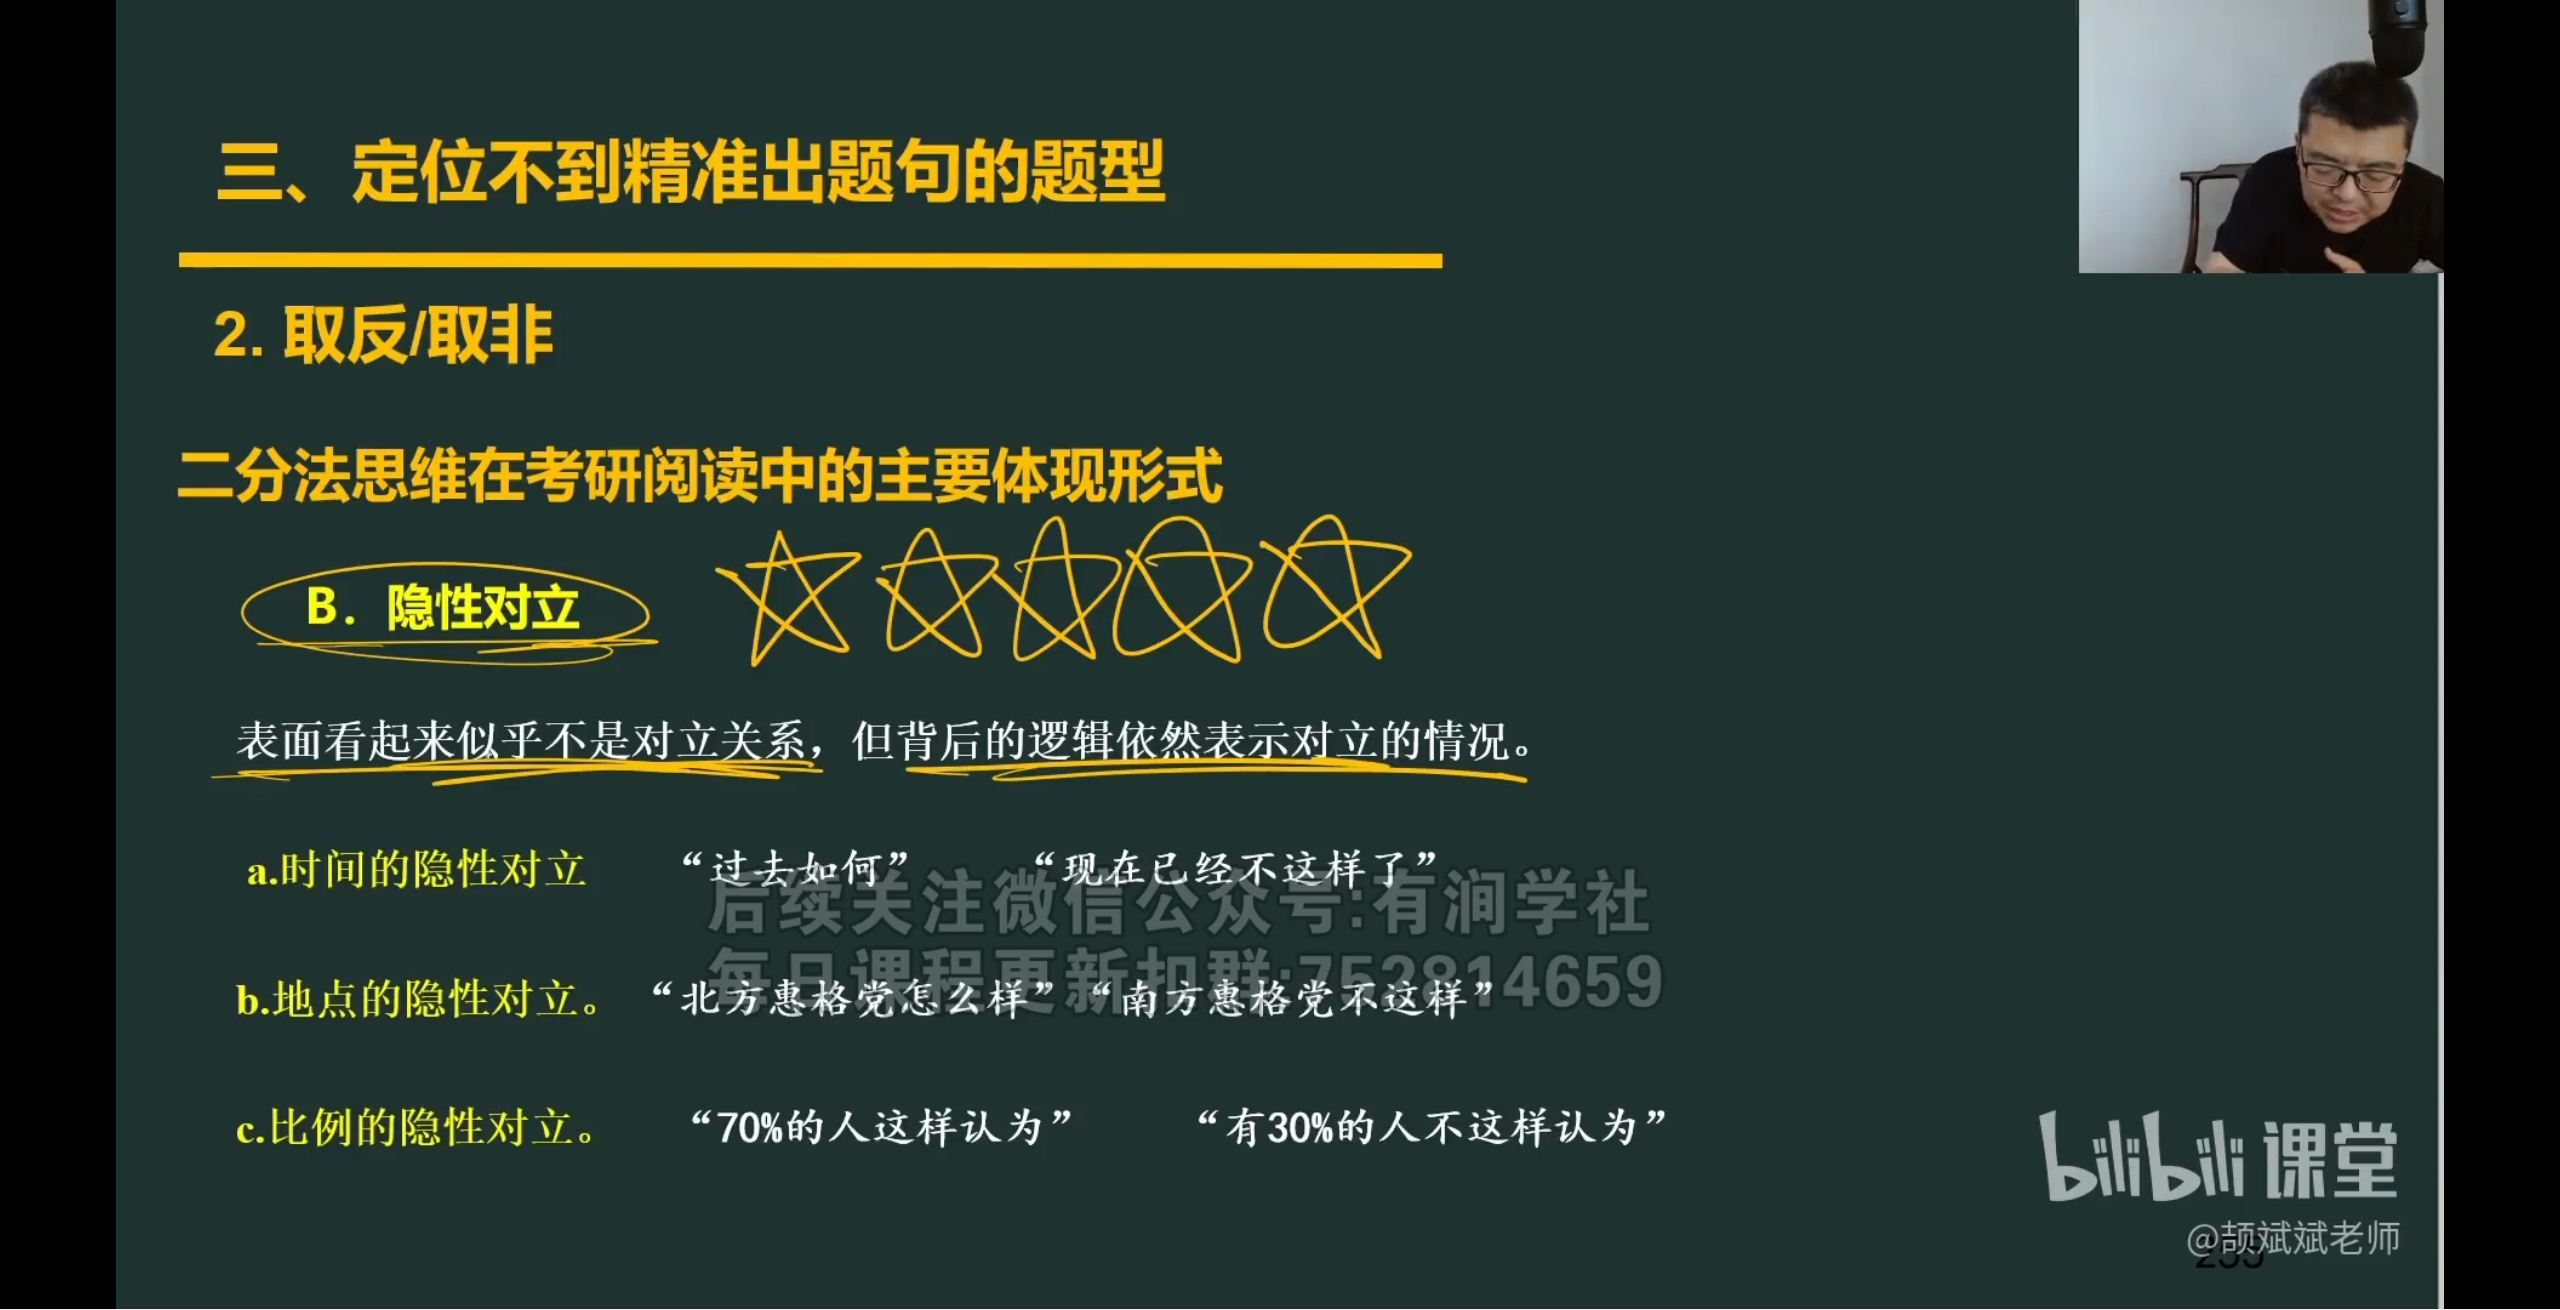 三、定位不到精准出题句的题型
2. 取反/取非
二分法思维在考研阅读中的主要体现形式
B. 隐性对立
表面看起来似乎不是对立关系，但背后的逻辑依然表示对立的情况。
a.时间的隐性对立 “过去如何” “现在已经不这样了”
后续关注微信公众号:有涧学社
每日课程更新扣群:752814659
b.地点的隐性对立。 “北方惠格党怎么样” “南方惠格党不这样”
c.比例的隐性对立。 “70%的人这样认为” “有30%的人不这样认为”
bilibili 课堂
@颉斌斌老师